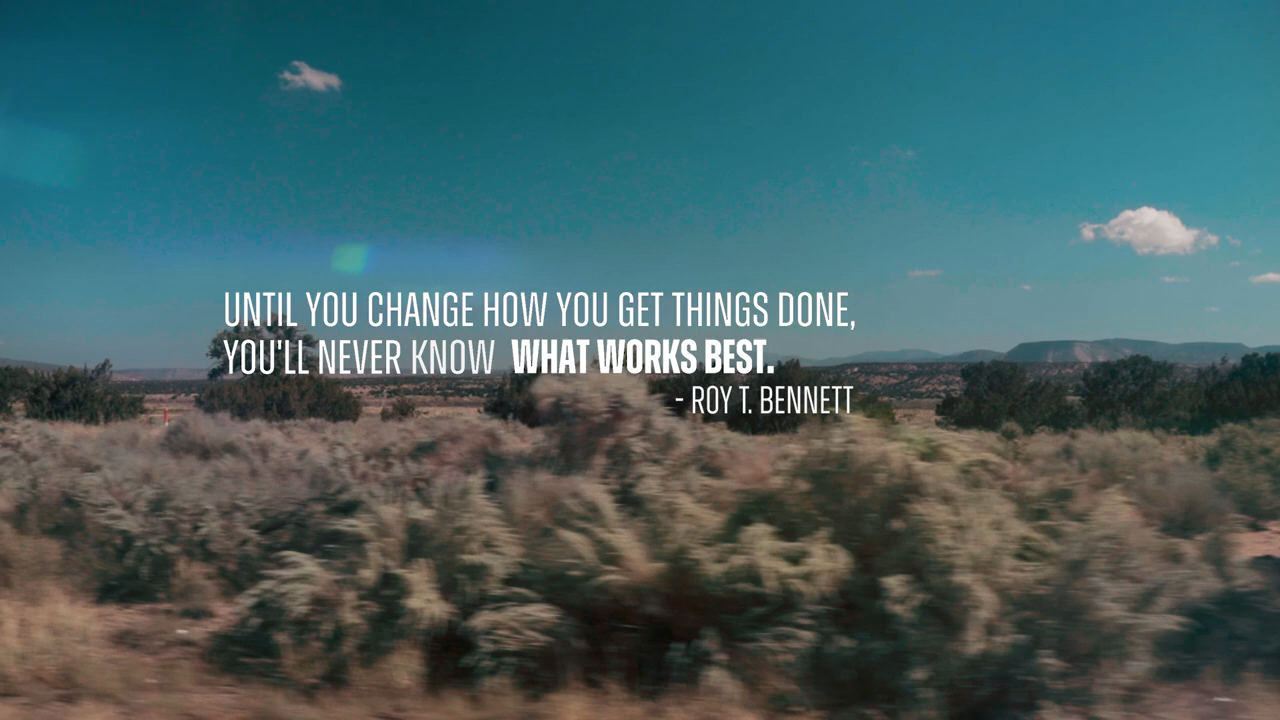 UNTIL YOU CHANGE HOW YOU GET THINGS DONE,
YOU'LL NEVER KNOW WHAT WORKS BEST.
- ROY T. BENNETT